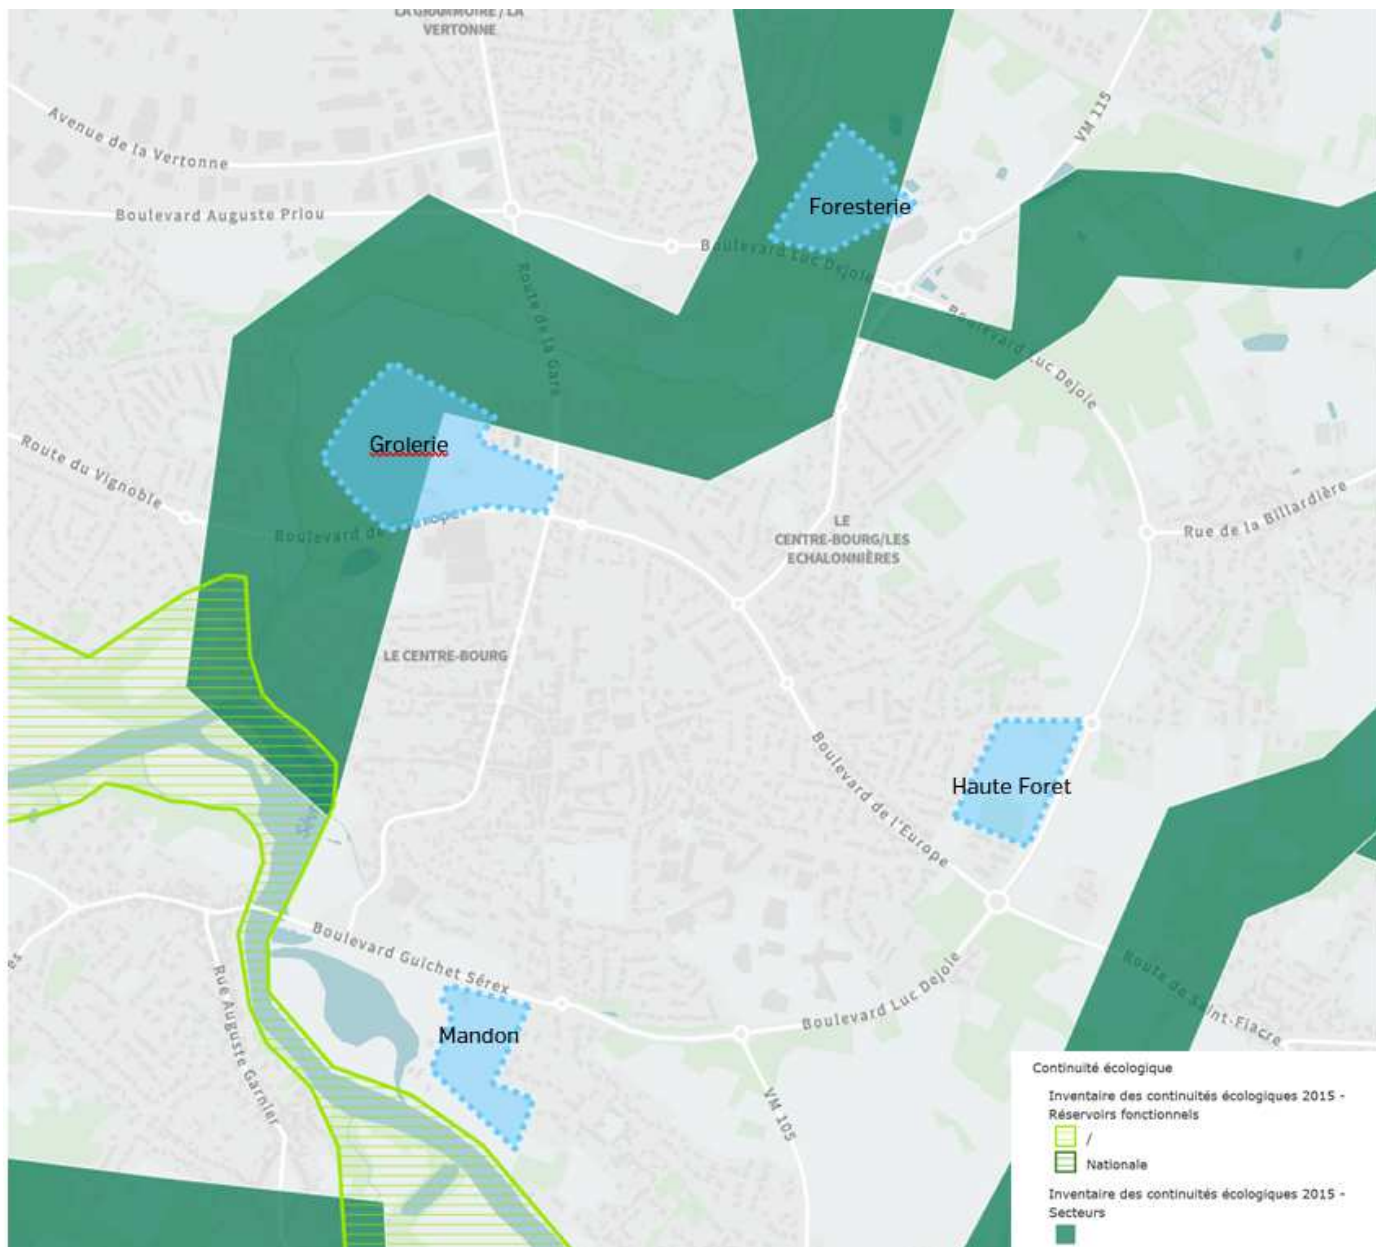 LA GRAMMOIRE / LA
VERTONNE
Avenue de la Vertonne
VM 115
Boulevard Auguste Priou
Foresterie
Boulevard Luc Dejoie
Route de la Gare
Boulevard Luc Dejoie
Grolerie
Route du Vignoble
Boulevard de
Rue de la Billardière
LE
CENTRE-BOURG/LES
ECHALONNIÈRES
LE CENTRE-BOURG
Boulevard de l'Europe
Haute Foret
Boulevard Guichet Sérex
Rue Auguste Garnier
Boulevard Luc Dejoie
Route de Saint-Fiacre
Mandon
VM 105
Continuité écologique
Inventaire des continuités écologiques 2015 -
Réservoirs fonctionnels
/
Nationale
Inventaire des continuités écologiques 2015 -
Secteurs